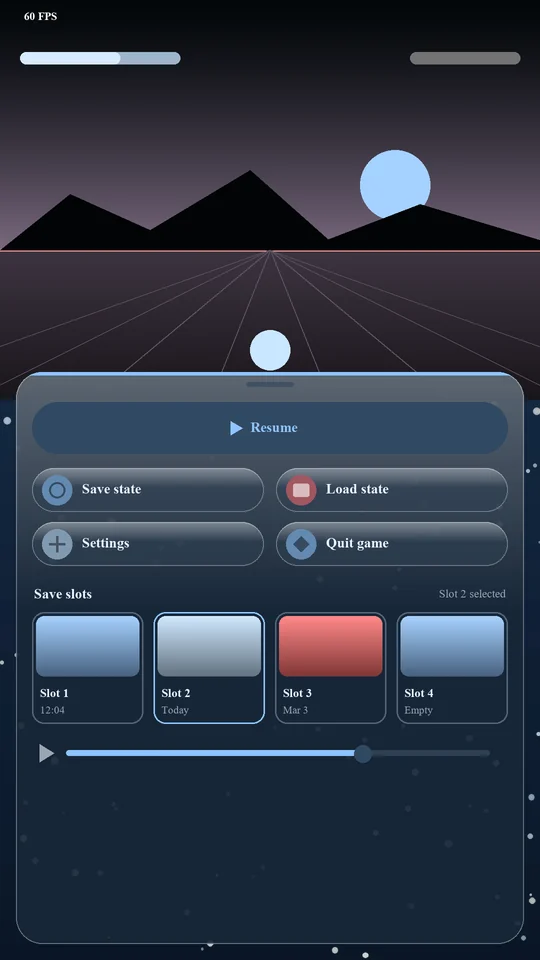 60 FPS
Resume
Save state
Load state
Settings
Quit game
Save slots
Slot 2 selected
Slot 1
12:04
Slot 2
Today
Slot 3
Mar 3
Slot 4
Empty